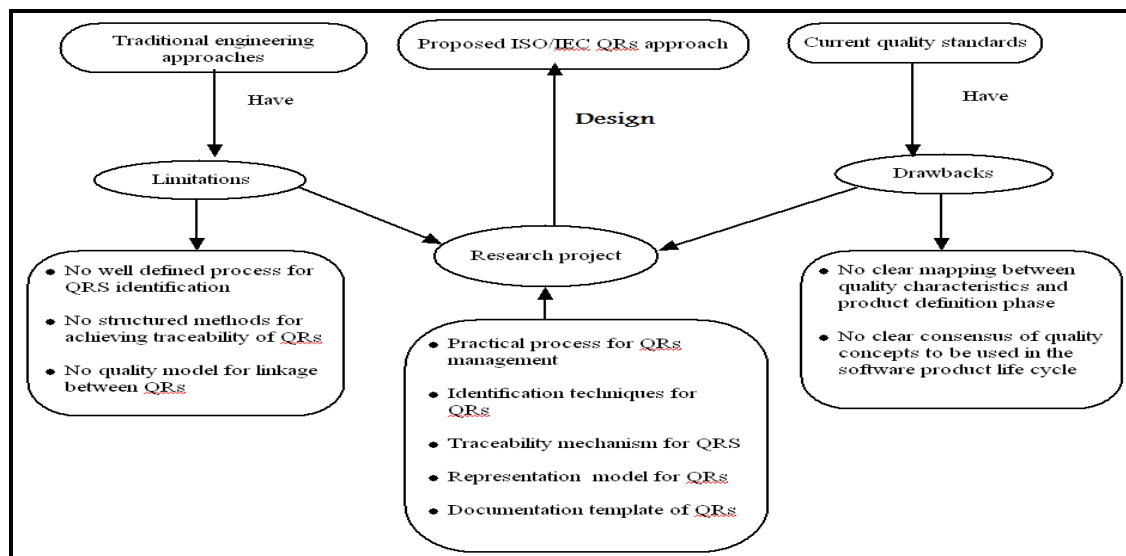 Traditional engineering
approaches
Proposed ISO/IEC QRs approach
Current quality standards
Have
Design
Have
Limitations
Drawbacks
Research project
• No well defined process for
QRS identification
• No structured methods for
achieving traceability of QRs
• No quality model for linkage
between QRs
• Practical process for QRs
management
• Identification techniques for
QRs
• Traceability mechanism for QRS
• Representation model for QRs
• Documentation template of QRs
• No clear mapping between
quality characteristics and
product definition phase
• No clear consensus of quality
concepts to be used in the
software product life cycle